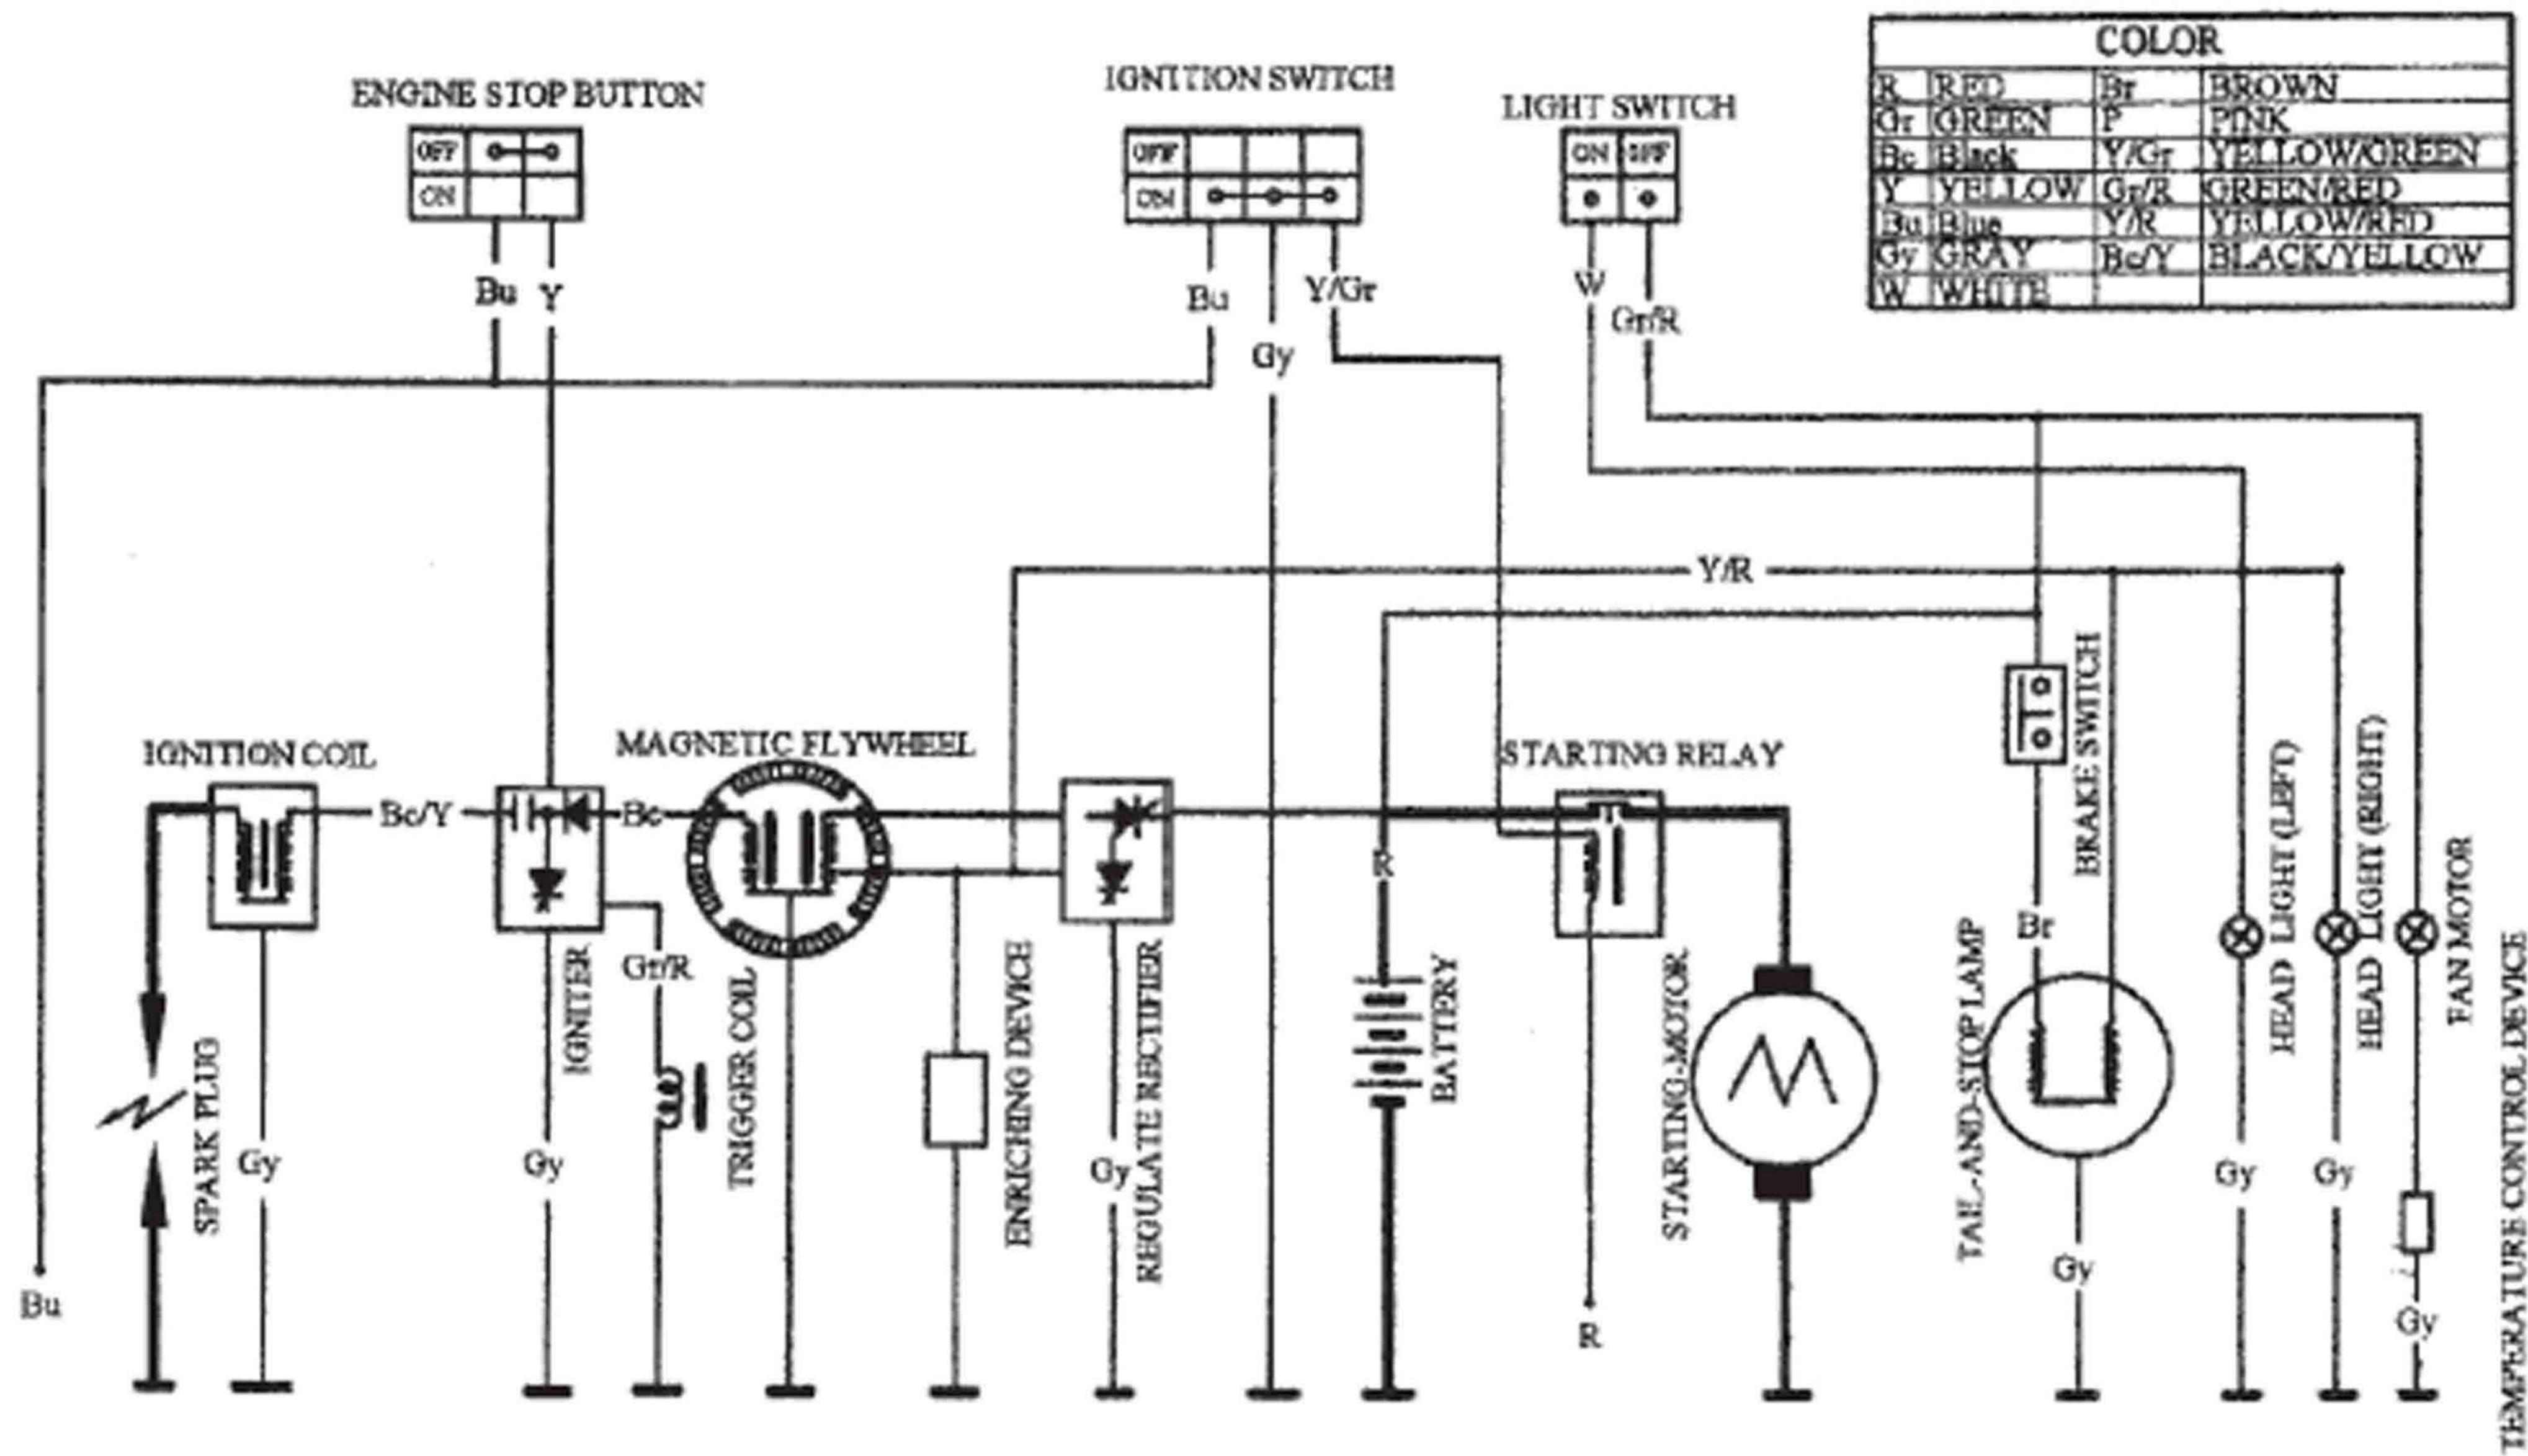 ENGINE STOP BUTTON
OFF
ON
IGNITION SWITCH
OFF
ON
LIGHT SWITCH
ON OFF
COLOR
R RED Br BROWN
Gr GREEN P PINK
Bc Black Y/Gr YELLOW/GREEN
Y YELLOW Gr/R GREEN/RED
Bu Blue Y/R YELLOW/RED
Gy GRAY Bc/Y BLACK/YELLOW
W WHITE
Bu Y
Bu
Gy
Y/Gr
W
Gr/R
Y/R
IGNITION COIL
MAGNETIC FLYWHEEL
STARTING RELAY
BRAKE SWITCH
Bc/Y
Bc
R
Br
Gr/R
SPARK PLUG
IGNITER
TRIGGER COIL
ENRICHING DEVICE
REGULATE RECTIFIER
BATTERY
STARTING-MOTOR
TAIL-AND-STOP LAMP
HEAD LIGHT (LEFT)
HEAD LIGHT (RIGHT)
FAN MOTOR
TEMPERATURE CONTROL DEVICE
Gy
Gy
Gy
Gy
Gy
Gy
Gy
Bu
R